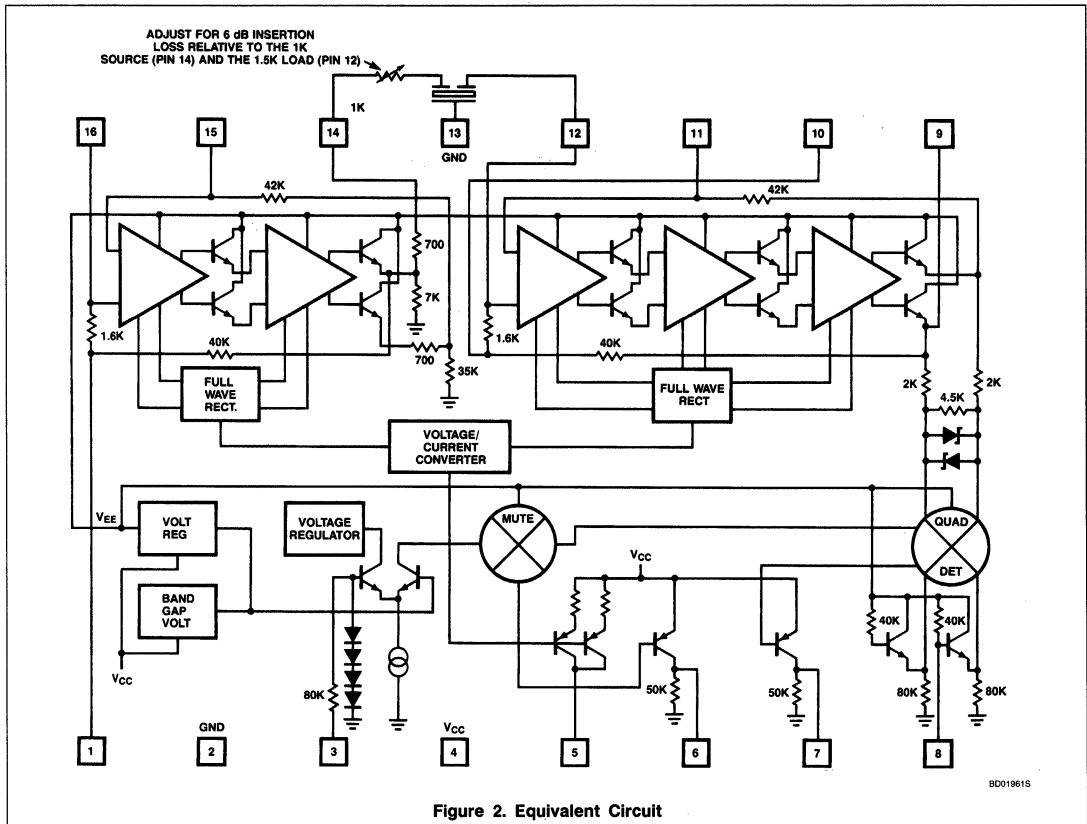 ADJUST FOR 6 dB INSERTION
LOSS RELATIVE TO THE 1K
SOURCE (PIN 14) AND THE 1.5K LOAD (PIN 12)
1K
16
15
14
13
12
11
10
9
GND
42K
42K
700
7K
1.6K
40K
700
35K
1.6K
40K
2K
2K
4.5K
FULL
WAVE
RECT.
FULL WAVE
RECT
VOLTAGE/
CURRENT
CONVERTER
VEE
VOLT
REG
VOLTAGE
REGULATOR
MUTE
QUAD
DET
VCC
BAND
GAP
VOLT
VCC
40K
40K
80K
50K
50K
80K
80K
GND
VCC
1
2
3
4
5
6
7
8
BD01961S
Figure 2. Equivalent Circuit